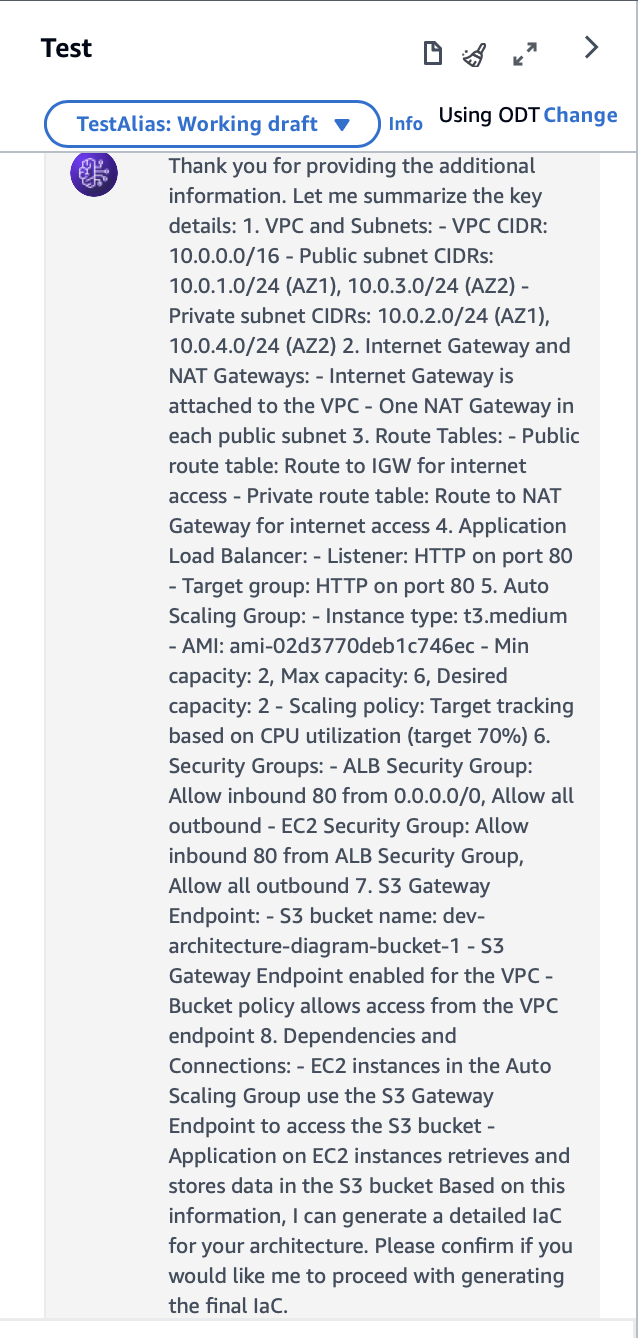 Test
TestAlias: Working draft
Info
Using ODT Change
Thank you for providing the additional
information. Let me summarize the key
details: 1. VPC and Subnets: - VPC CIDR:
10.0.0.0/16 - Public subnet CIDRs:
10.0.1.0/24 (AZ1), 10.0.3.0/24 (AZ2) -
Private subnet CIDRs: 10.0.2.0/24 (AZ1),
10.0.4.0/24 (AZ2) 2. Internet Gateway and
NAT Gateways: - Internet Gateway is
attached to the VPC - One NAT Gateway in
each public subnet 3. Route Tables: - Public
route table: Route to IGW for internet
access - Private route table: Route to NAT
Gateway for internet access 4. Application
Load Balancer: - Listener: HTTP on port 80
- Target group: HTTP on port 80 5. Auto
Scaling Group: - Instance type: t3.medium
- AMI: ami-02d3770deb1c746ec - Min
capacity: 2, Max capacity: 6, Desired
capacity: 2 - Scaling policy: Target tracking
based on CPU utilization (target 70%) 6.
Security Groups: - ALB Security Group:
Allow inbound 80 from 0.0.0.0/0, Allow all
outbound - EC2 Security Group: Allow
inbound 80 from ALB Security Group,
Allow all outbound 7. S3 Gateway
Endpoint: - S3 bucket name: dev-
architecture-diagram-bucket-1 - S3
Gateway Endpoint enabled for the VPC -
Bucket policy allows access from the VPC
endpoint 8. Dependencies and
Connections: - EC2 instances in the Auto
Scaling Group use the S3 Gateway
Endpoint to access the S3 bucket -
Application on EC2 instances retrieves and
stores data in the S3 bucket Based on this
information, I can generate a detailed IaC
for your architecture. Please confirm if you
would like me to proceed with generating
the final IaC.